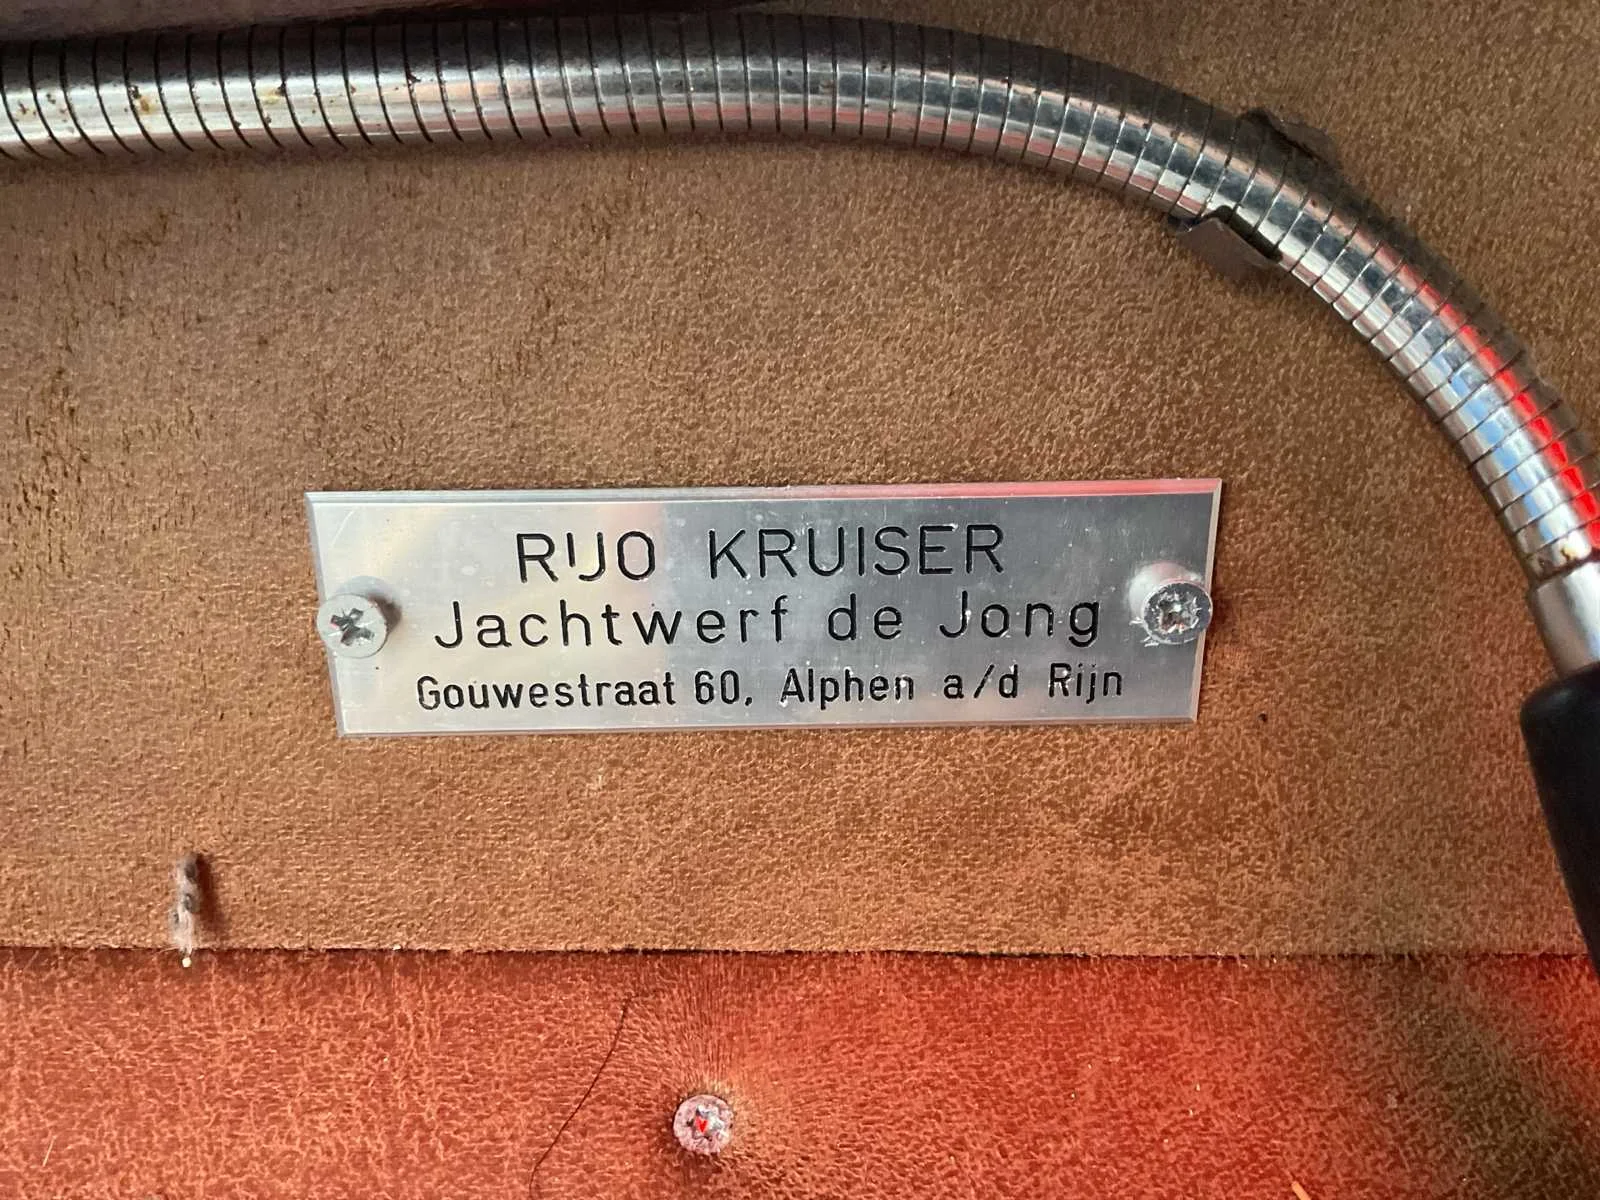 RIJO KRUISER
Jachtwerf de Jong
Gouwestraat 60, Alphen a/d Rijn